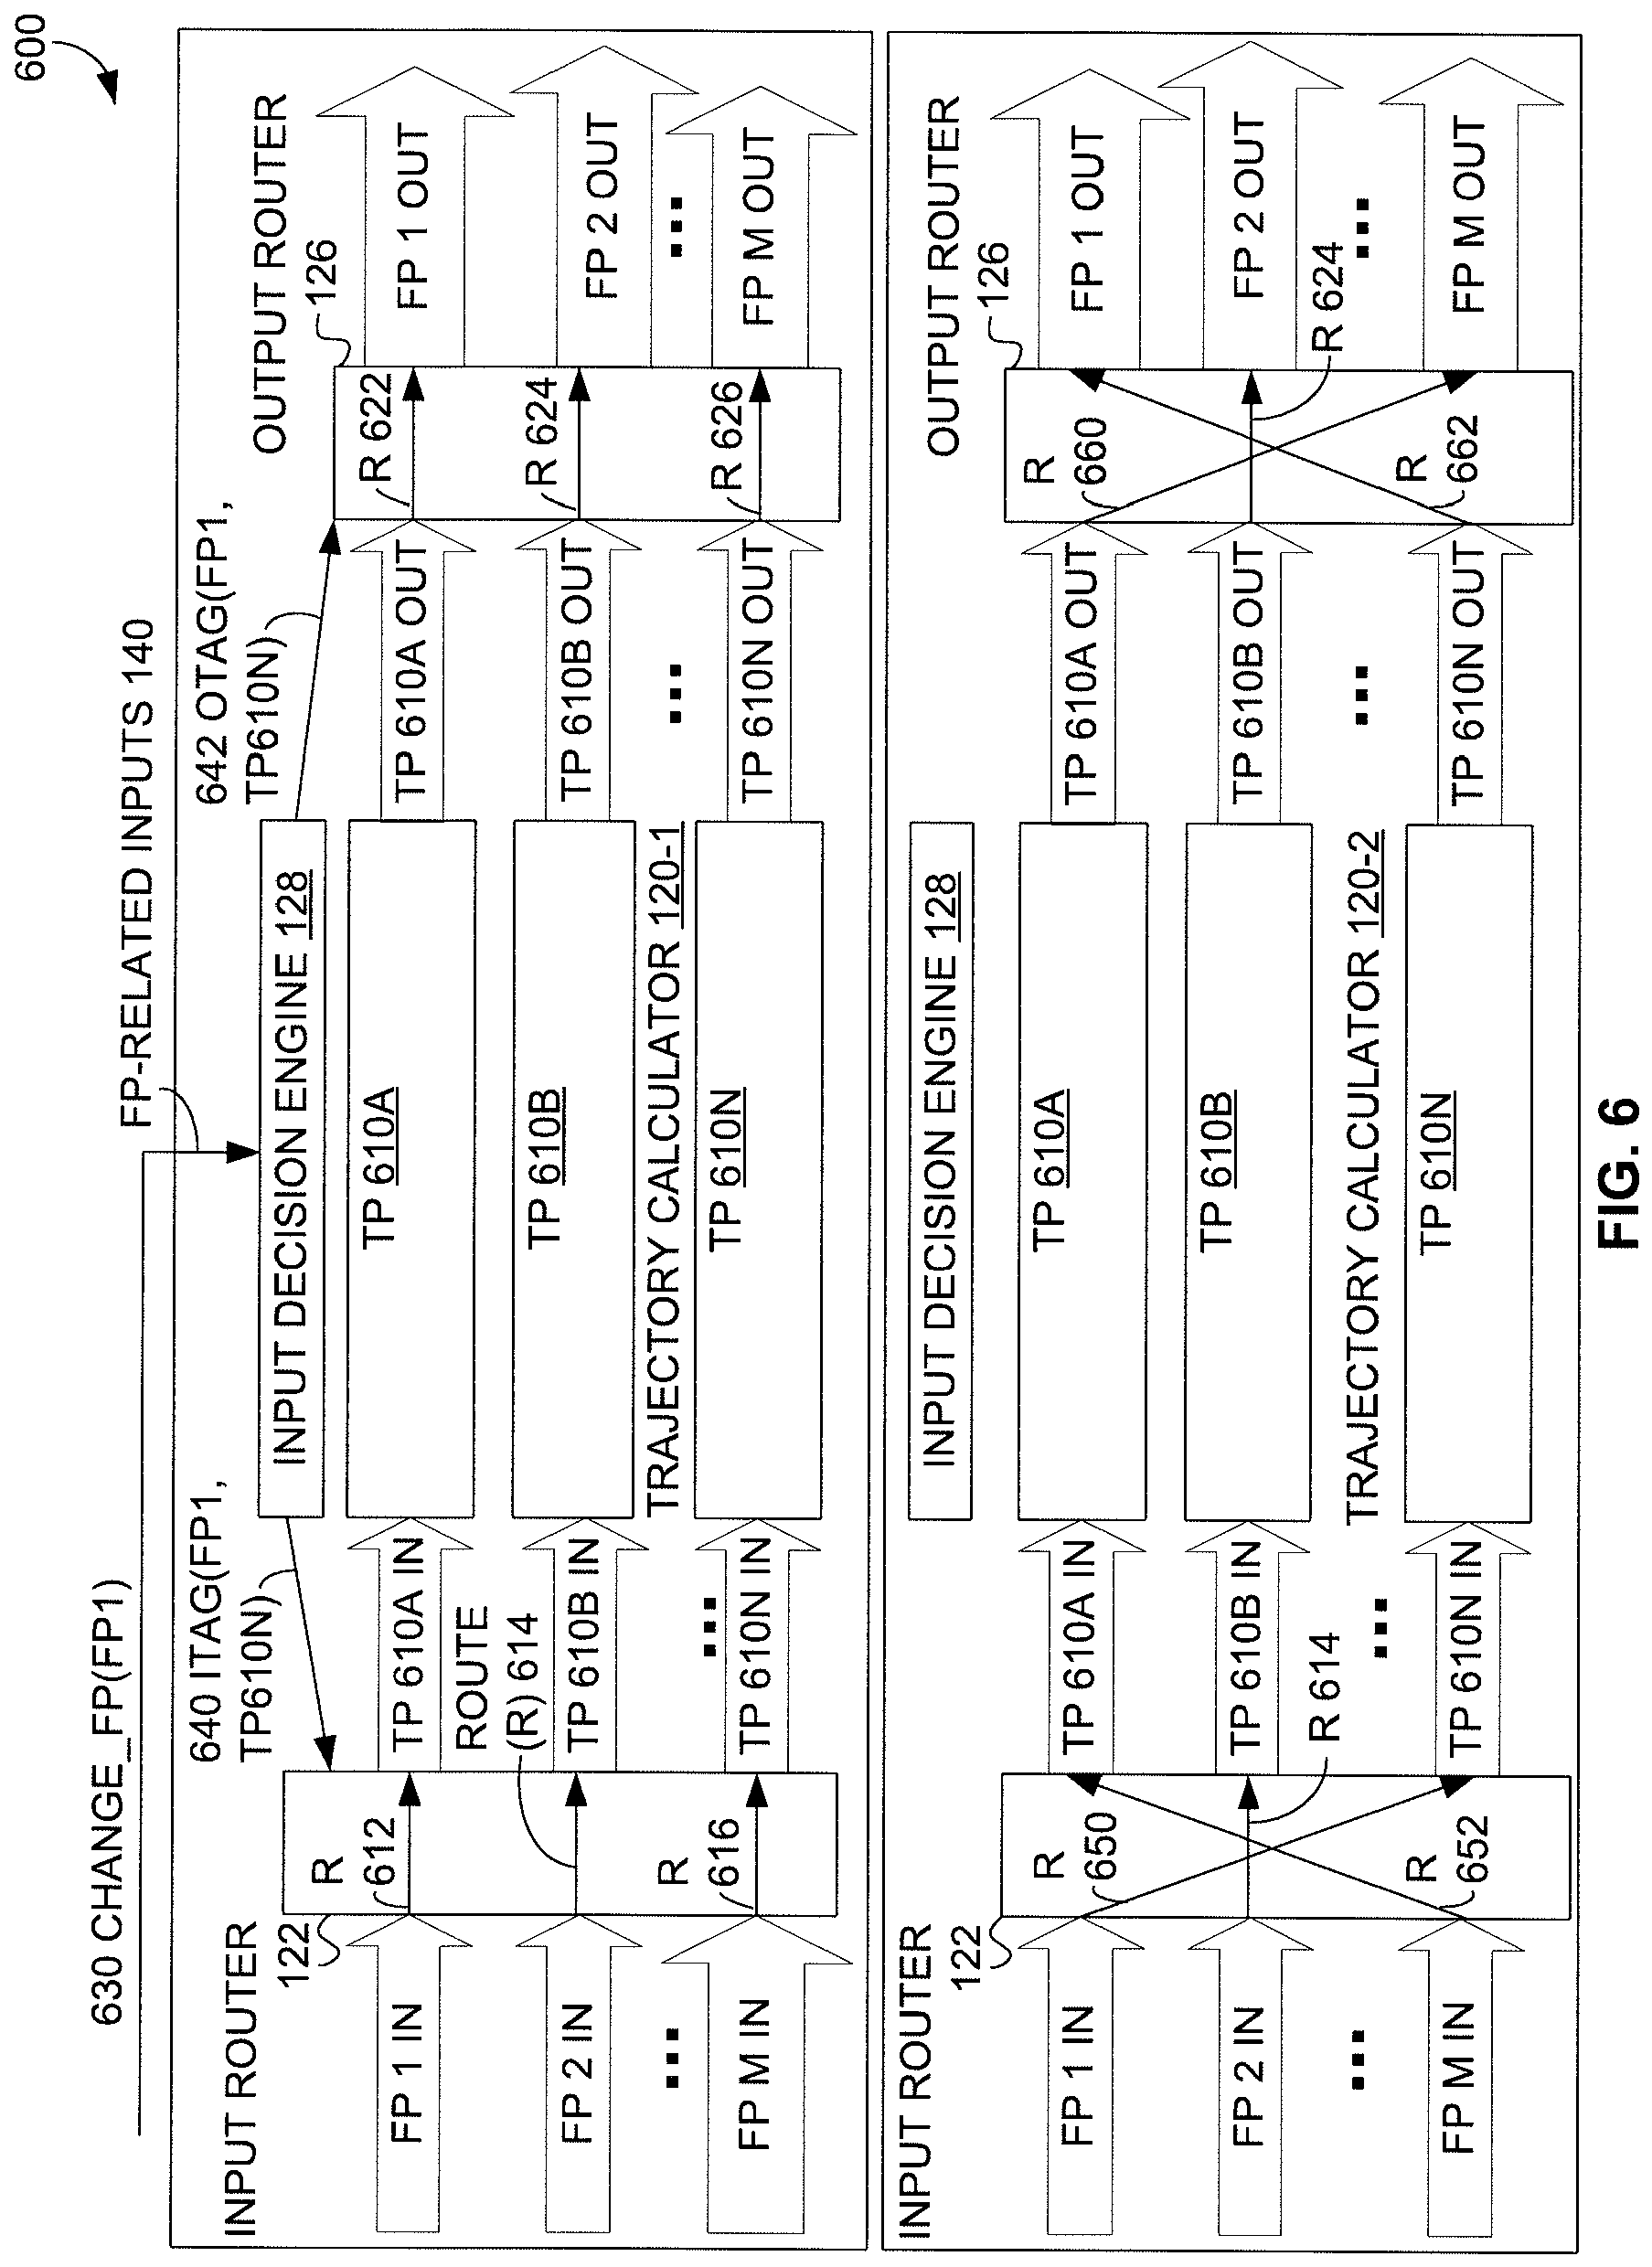 600
630 CHANGE_FP(FP1)
FP-RELATED INPUTS 140
640 ITAG(FP1,
TP610N)
642 OTAG(FP1,
TP610N)
INPUT ROUTER
122
INPUT DECISION ENGINE 128
OUTPUT ROUTER
126
FP 1 IN
R
612
TP 610A IN
TP 610A
TP 610A OUT
R 622
FP 1 OUT
ROUTE
(R) 614
FP 2 IN
TP 610B IN
TP 610B
TP 610B OUT
R 624
FP 2 OUT
TRAJECTORY CALCULATOR 120-1
FP M IN
R
616
TP 610N IN
TP 610N
TP 610N OUT
R 626
FP M OUT
INPUT ROUTER
122
INPUT DECISION ENGINE 128
OUTPUT ROUTER
126
FP 1 IN
R
650
TP 610A IN
TP 610A
TP 610A OUT
R
660
FP 1 OUT
FP 2 IN
TP 610B IN
TP 610B
TP 610B OUT
FP 2 OUT
R 614
TRAJECTORY CALCULATOR 120-2
R 624
FP M IN
R
652
TP 610N IN
TP 610N
TP 610N OUT
R
662
FP M OUT
FIG. 6